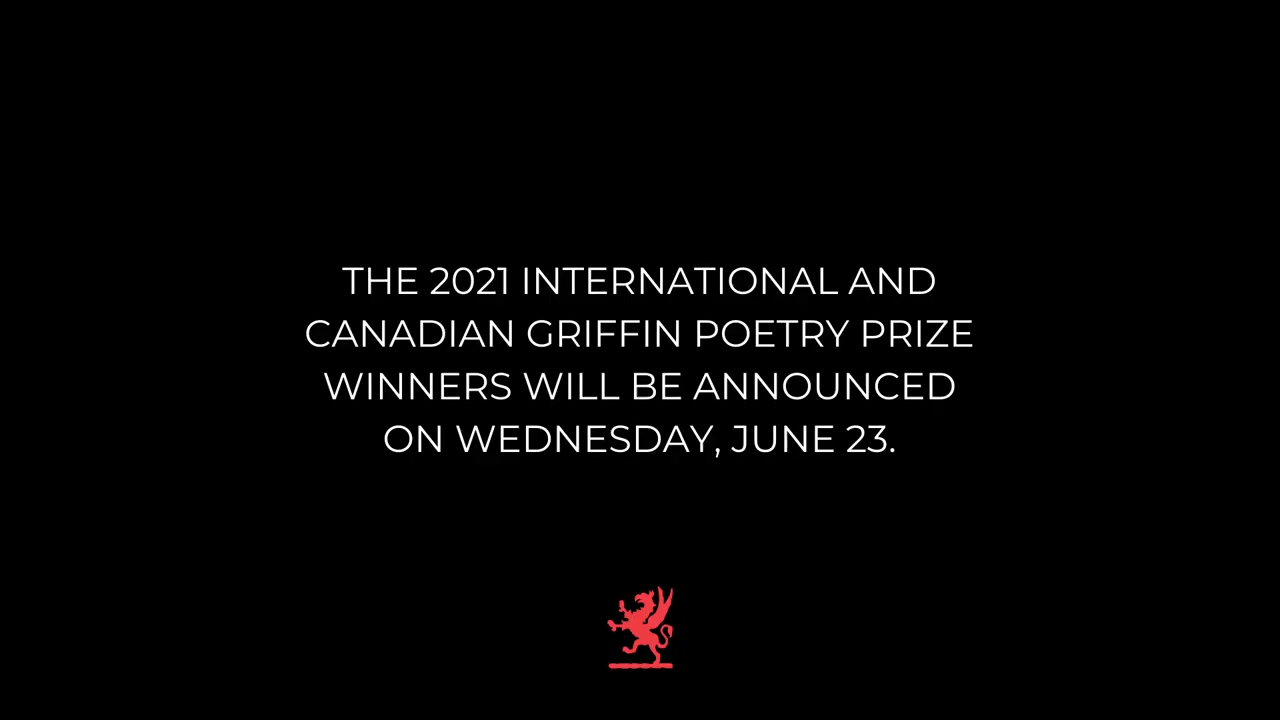 THE 2021 INTERNATIONAL AND
CANADIAN GRIFFIN POETRY PRIZE
WINNERS WILL BE ANNOUNCED
ON WEDNESDAY, JUNE 23.